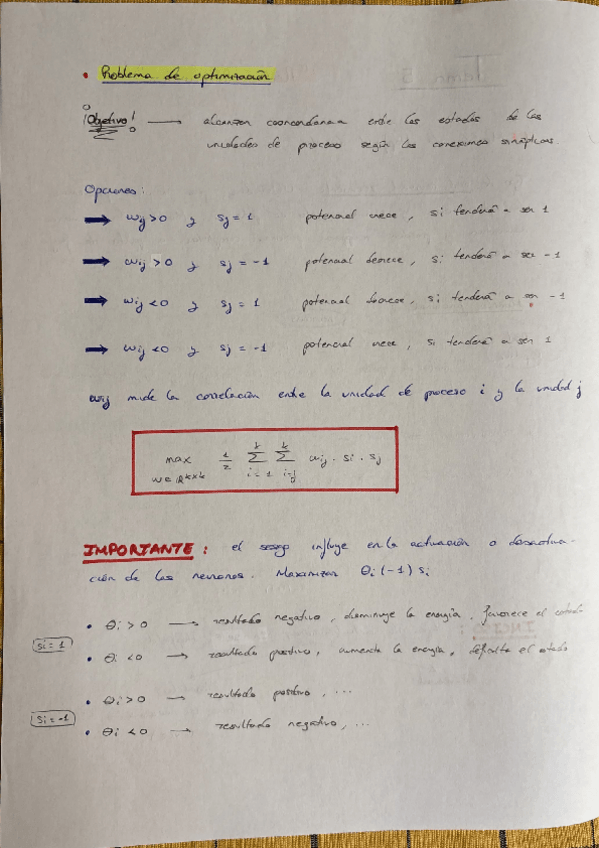 • Problema de optimización
¡Objetivo! → alcanzar concordancia entre los estados de las
unidades de proceso según las conexiones sinápticas.
Opciones:
→ wij > 0 y sj = 1 potencial crece, si tenderá a ser 1
→ wij > 0 y sj = -1 potencial decrece, si tenderá a ser -1
→ wij < 0 y sj = 1 potencial decrece, si tenderá a ser -1
→ wij < 0 y sj = -1 potencial crece, si tenderá a ser 1
wij mide la correlación entre la unidad de proceso i y la unidad j
max 1/2 k Σ i=1 k Σ i=j wij · si · sj
w ∈ R k×k
IMPORTANTE: el sesgo influye en la activación o desactiva-
ción de las neuronas. Maximizar θi (-1) si
• θi > 0 → resultado negativo, disminuye la energía, favorece el estado
si = 1
• θi < 0 → resultado positivo, aumenta la energía, dificulta el estado
• θi > 0 → resultado positivo, ...
si = -1
• θi < 0 → resultado negativo, ...